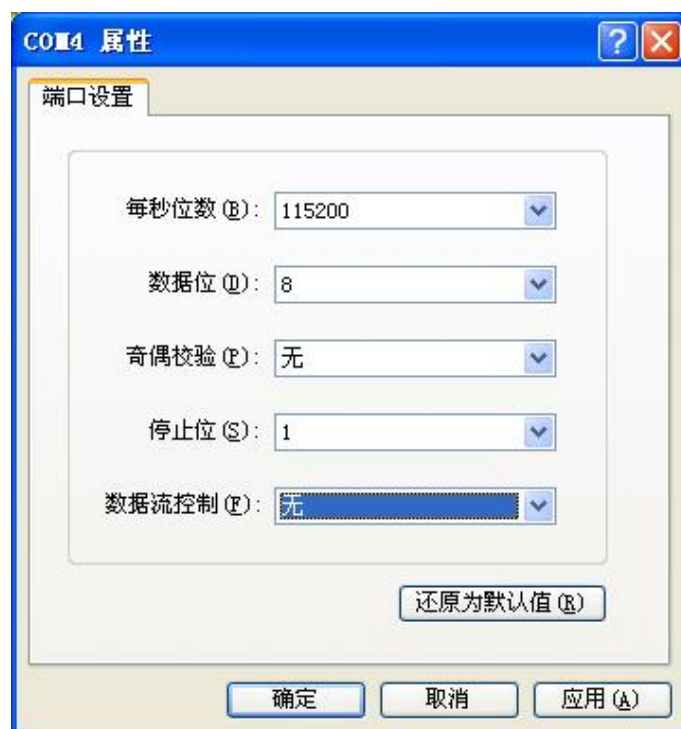 COM4 属性
端口设置
每秒位数(B): 115200
数据位(D): 8
奇偶校验(P): 无
停止位(S): 1
数据流控制(F): 无
还原为默认值(R)
确定 取消 应用(A)